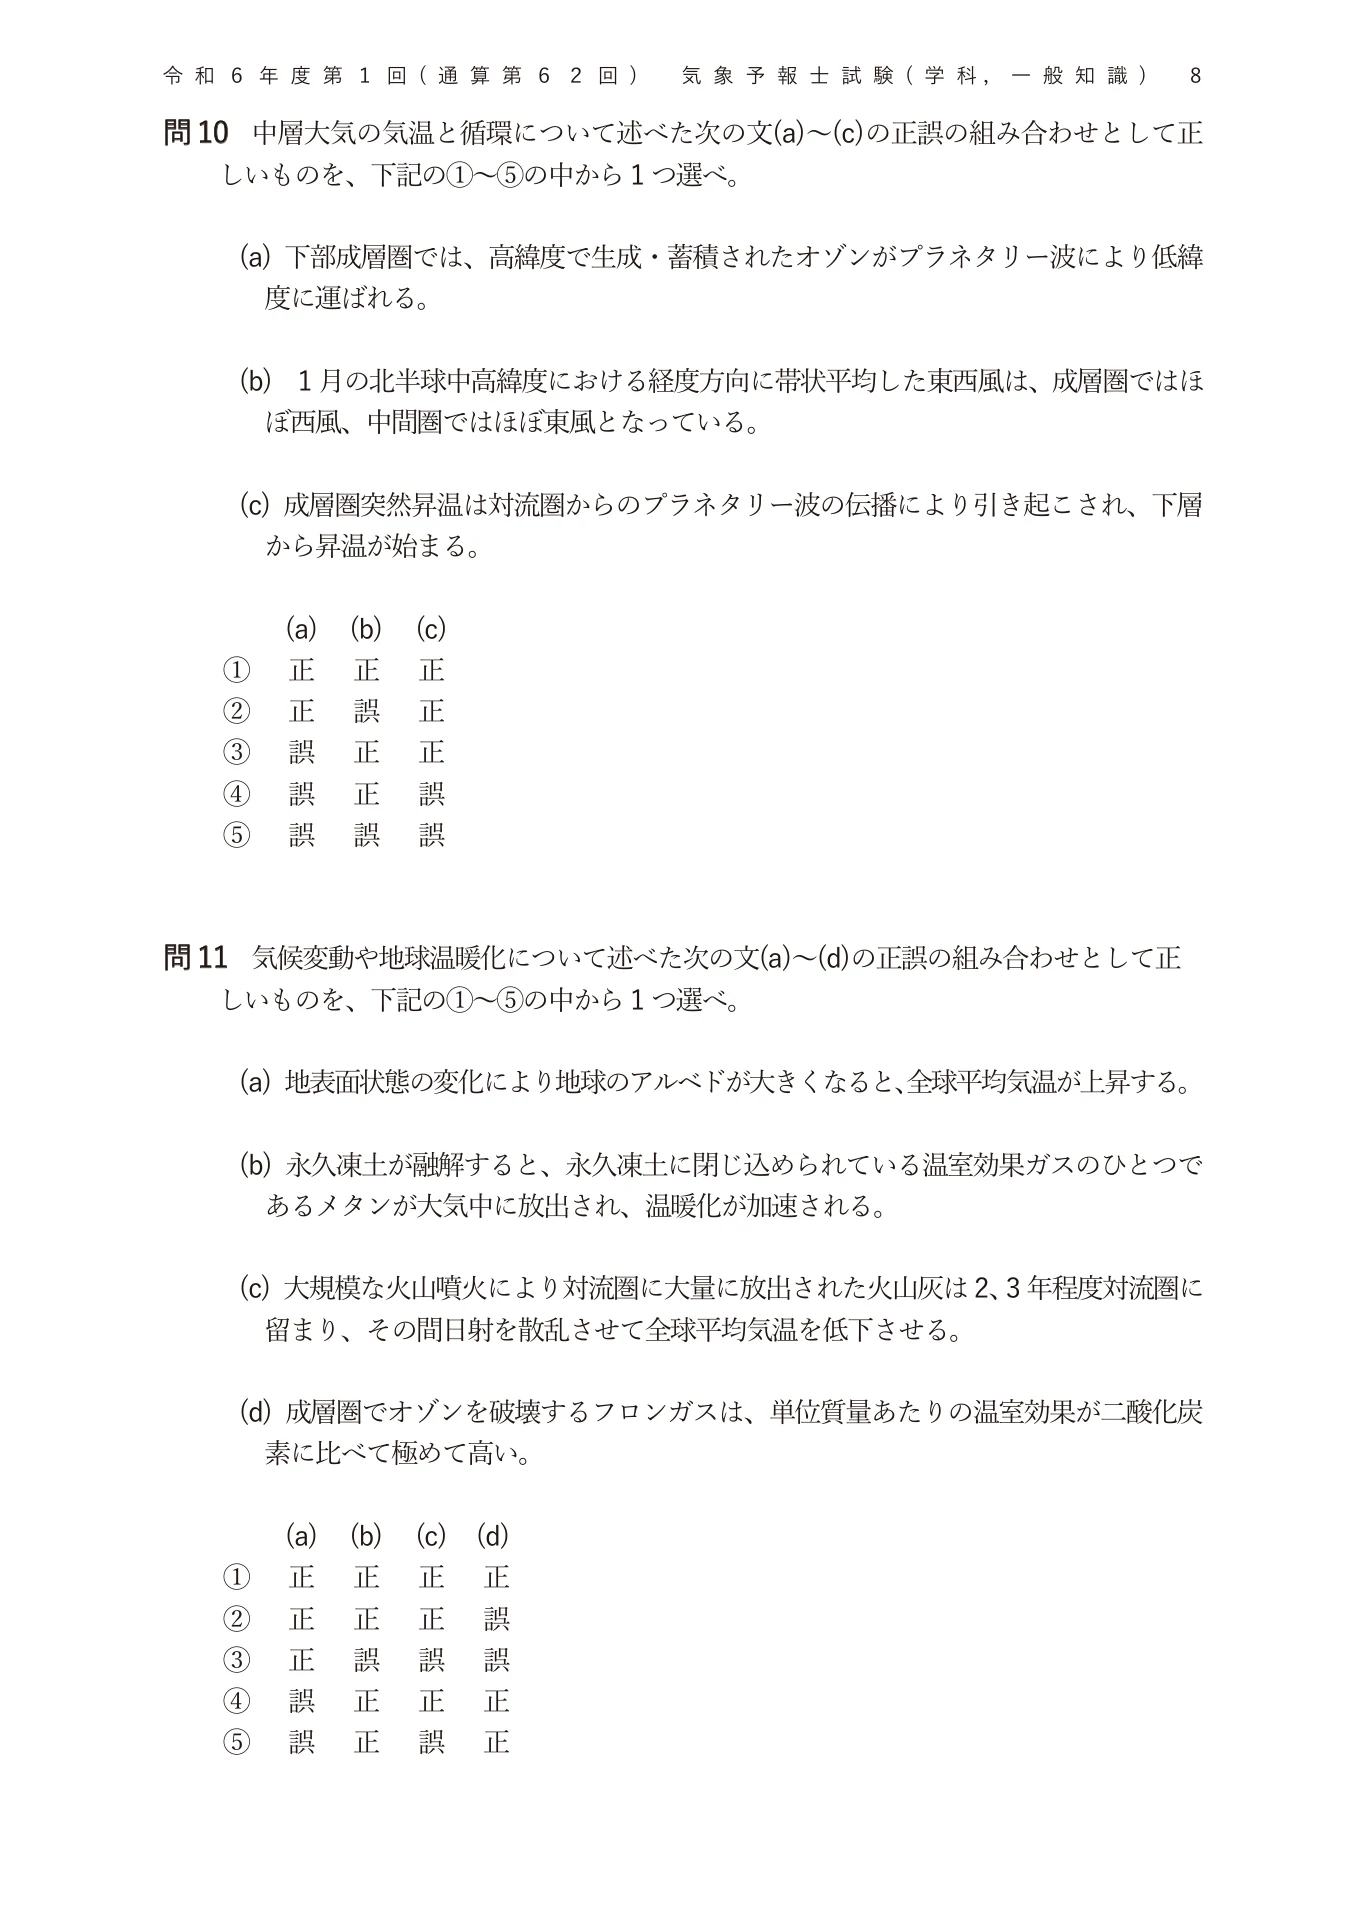 令和6年度第1回(通算第62回) 気象予報士試験(学科,一般知識) 8
問10 中層大気の気温と循環について述べた次の文(a)〜(c)の正誤の組み合わせとして正
しいものを、下記の①〜⑤の中から1つ選べ。
(a) 下部成層圏では、高緯度で生成・蓄積されたオゾンがプラネタリー波により低緯
度に運ばれる。
(b) 1月の北半球中高緯度における経度方向に帯状平均した東西風は、成層圏ではほ
ぼ西風、中間圏ではほぼ東風となっている。
(c) 成層圏突然昇温は対流圏からのプラネタリー波の伝播により引き起こされ、下層
から昇温が始まる。
(a) (b) (c)
① 正 正 正
② 正 誤 正
③ 誤 正 正
④ 誤 正 誤
⑤ 誤 誤 誤
問11 気候変動や地球温暖化について述べた次の文(a)〜(d)の正誤の組み合わせとして正
しいものを、下記の①〜⑤の中から1つ選べ。
(a) 地表面状態の変化により地球のアルベドが大きくなると、全球平均気温が上昇する。
(b) 永久凍土が融解すると、永久凍土に閉じ込められている温室効果ガスのひとつで
あるメタンが大気中に放出され、温暖化が加速される。
(c) 大規模な火山噴火により対流圏に大量に放出された火山灰は2、3年程度対流圏に
留まり、その間日射を散乱させて全球平均気温を低下させる。
(d) 成層圏でオゾンを破壊するフロンガスは、単位質量あたりの温室効果が二酸化炭
素に比べて極めて高い。
(a) (b) (c) (d)
① 正 正 正 正
② 正 正 正 誤
③ 正 誤 誤 誤
④ 誤 正 正 正
⑤ 誤 正 誤 正